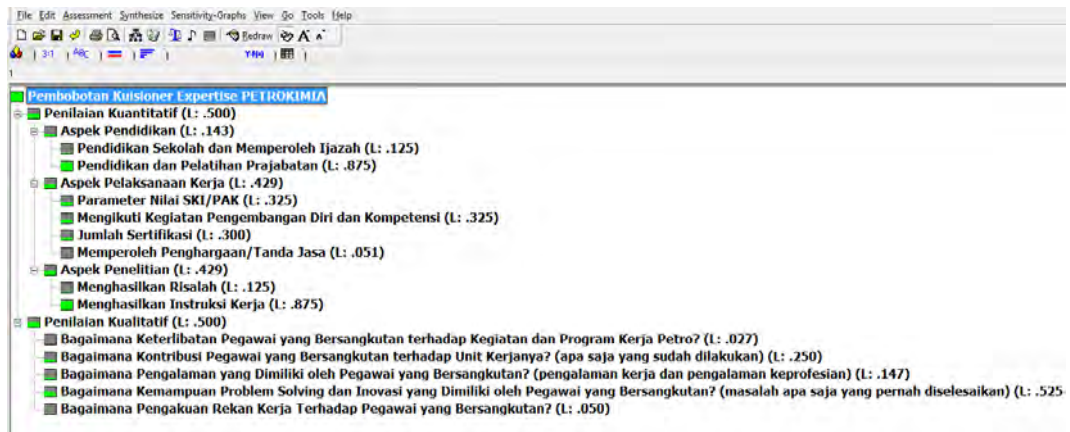 File Edit Assessment Synthesize Sensitivity-Graphs View Go Tools Help
Redraw A A
3:1 ABC Y=f(x)
1
Pembobotan Kuisioner Expertise PETROKIMIA
Penilaian Kuantitatif (L: .500)
Aspek Pendidikan (L: .143)
Pendidikan Sekolah dan Memperoleh Ijazah (L: .125)
Pendidikan dan Pelatihan Prajabatan (L: .875)
Aspek Pelaksanaan Kerja (L: .429)
Parameter Nilai SKI/PAK (L: .325)
Mengikuti Kegiatan Pengembangan Diri dan Kompetensi (L: .325)
Jumlah Sertifikasi (L: .300)
Memperoleh Penghargaan/Tanda Jasa (L: .051)
Aspek Penelitian (L: .429)
Menghasilkan Risalah (L: .125)
Menghasilkan Instruksi Kerja (L: .875)
Penilaian Kualitatif (L: .500)
Bagaimana Keterlibatan Pegawai yang Bersangkutan terhadap Kegiatan dan Program Kerja Petro? (L: .027)
Bagaimana Kontribusi Pegawai yang Bersangkutan terhadap Unit Kerjanya? (apa saja yang sudah dilakukan) (L: .250)
Bagaimana Pengalaman yang Dimiliki oleh Pegawai yang Bersangkutan? (pengalaman kerja dan pengalaman keprofesian) (L: .147)
Bagaimana Kemampuan Problem Solving dan Inovasi yang Dimiliki oleh Pegawai yang Bersangkutan? (masalah apa saja yang pernah diselesaikan) (L: .525
Bagaimana Pengakuan Rekan Kerja Terhadap Pegawai yang Bersangkutan? (L: .050)